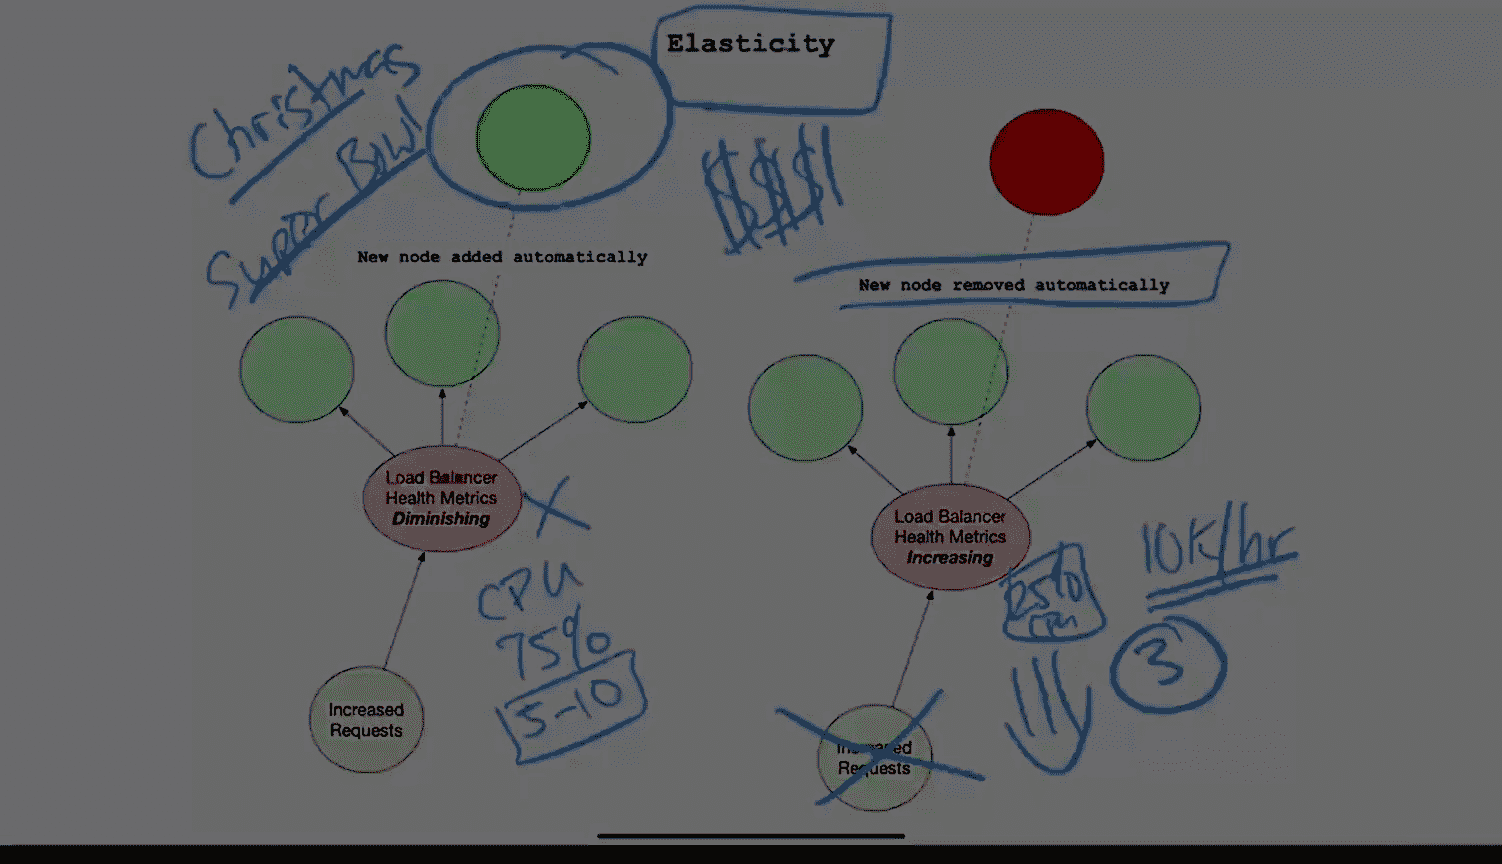 Elasticity
Christmas
Super Bowl
$$$
New node added automatically
New node removed automatically
Load Balancer
Health Metrics
Diminishing
Load Balancer
Health Metrics
Increasing
CPU
75%
5-10
25%
CPU
10K/hr
3
Increased
Requests
Increased
Requests